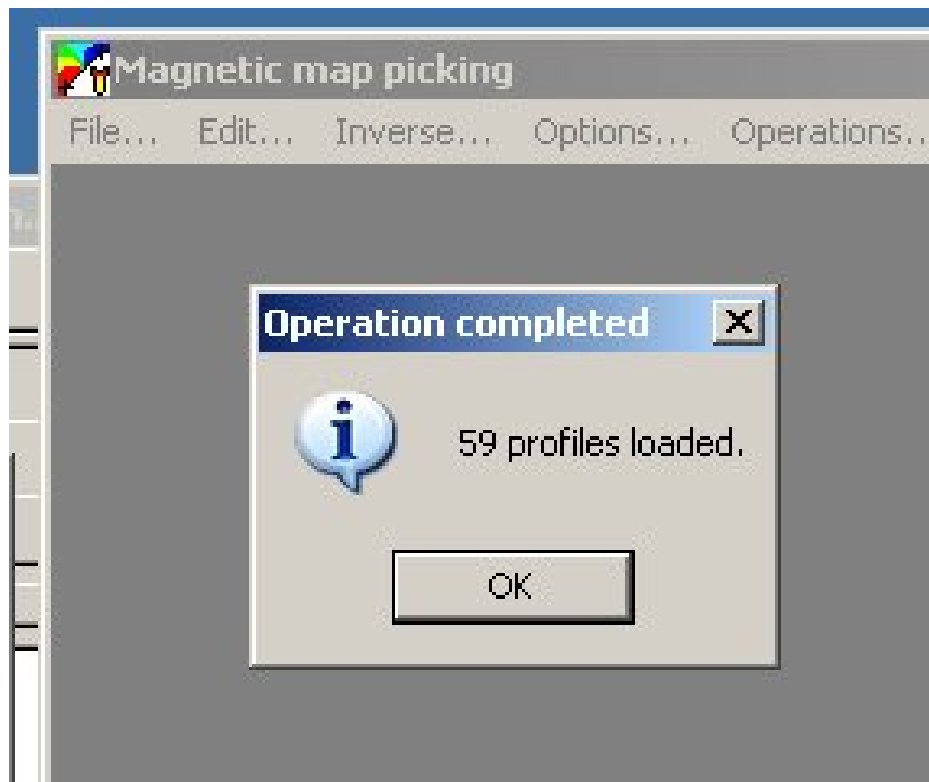 Magnetic map picking
File... Edit... Inverse... Options... Operations..
Operation completed
59 profiles loaded.
OK